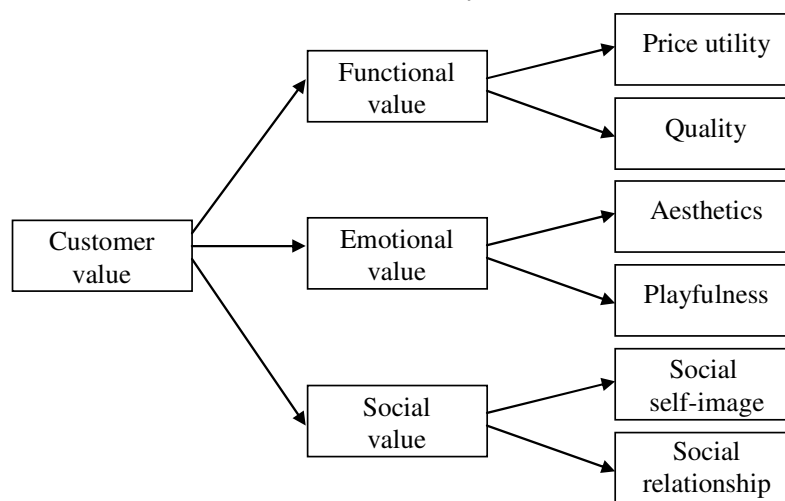 Price utility
Functional
value
Quality
Aesthetics
Customer
value
Emotional
value
Playfulness
Social
self-image
Social
value
Social
relationship